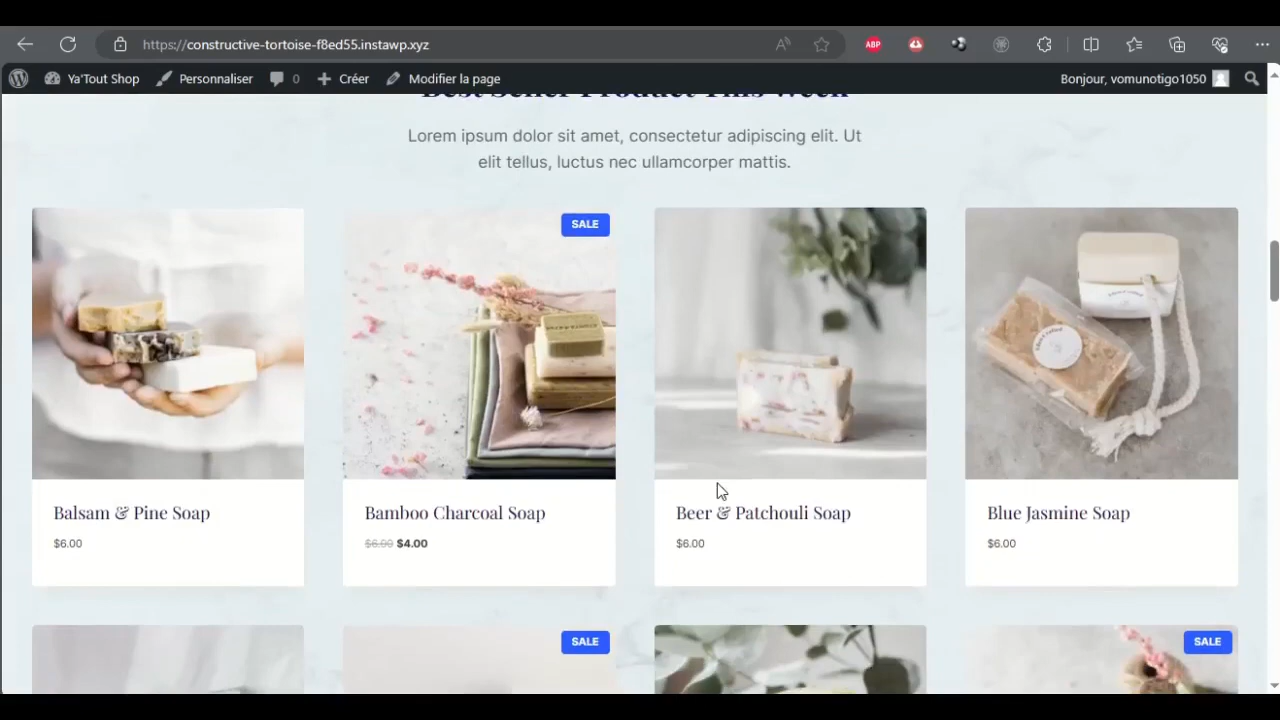 https://constructive-tortoise-f8ed55.instawp.xyz
ABP
Ya'Tout Shop Personnaliser 0 Créer Modifier la page Bonjour, vomunotigo1050
Best Seller Product This Week
Lorem ipsum dolor sit amet, consectetur adipiscing elit. Ut
elit tellus, luctus nec ullamcorper mattis.
SALE
Balsam & Pine Soap
$6.00
Bamboo Charcoal Soap
$6.00 $4.00
Beer & Patchouli Soap
$6.00
Blue Jasmine Soap
$6.00
SALE
SALE